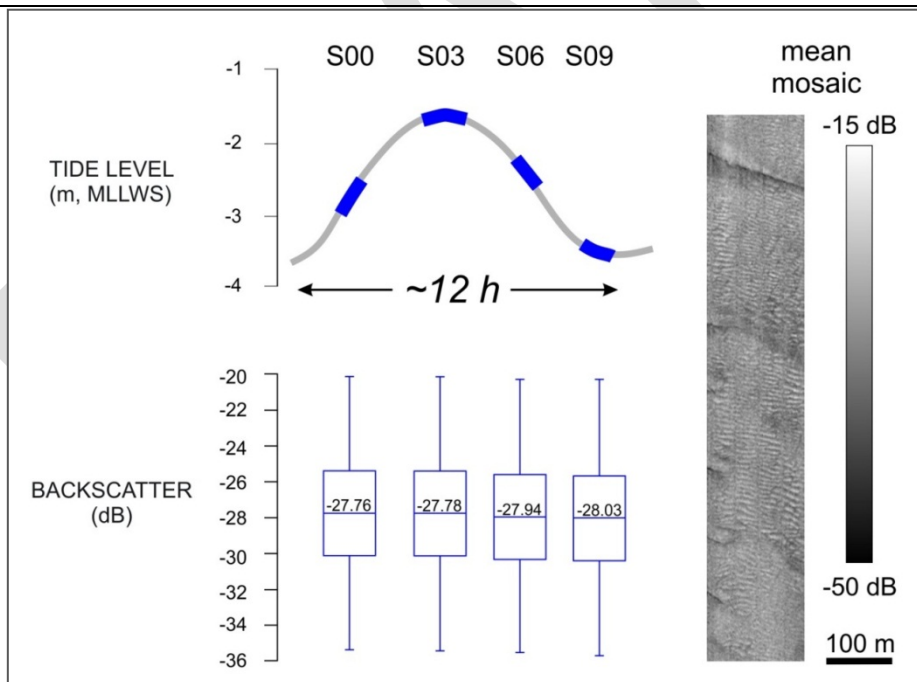 S00 S03 S06 S09
mean
mosaic
-1
-2
-3
-4
TIDE LEVEL
(m, MLLWS)
~12 h
-15 dB
-50 dB
100 m
-20
-22
-24
-26
-28
-30
-32
-34
-36
BACKSCATTER
(dB)
-27.76 -27.78 -27.94 -28.03